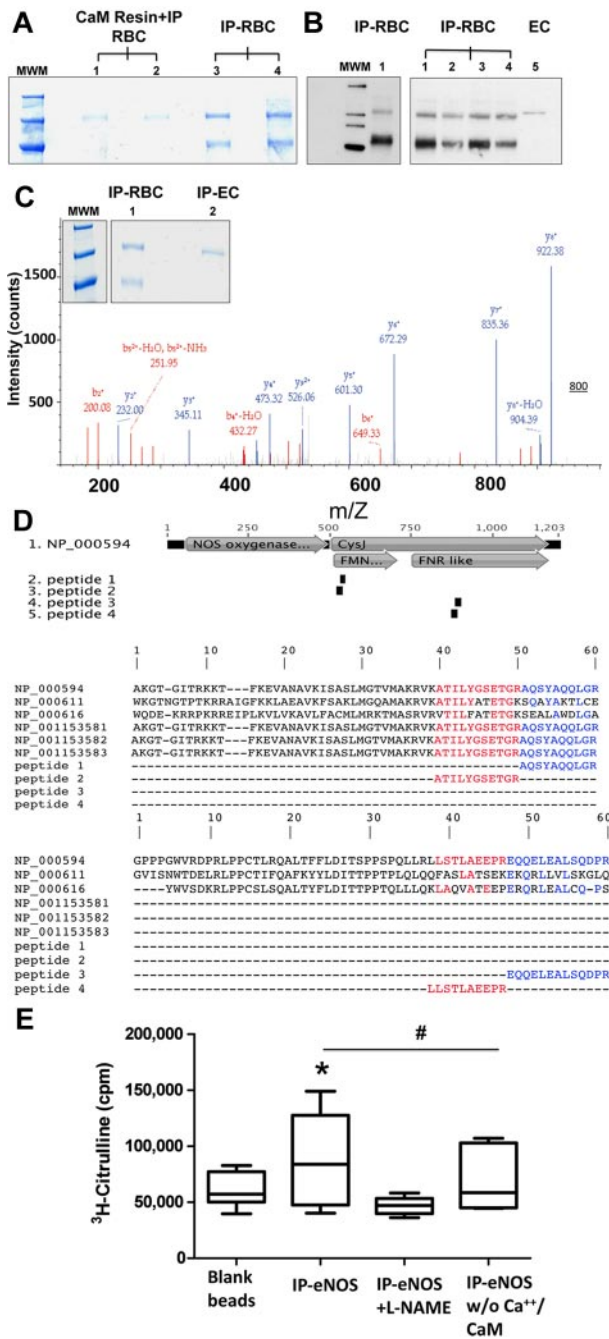 A
CaM Resin+IP
RBC
IP-RBC
MWM 1 2 3 4
B
IP-RBC IP-RBC EC
MWM 1 1 2 3 4 5
C
IP-RBC IP-EC
MWM 1 2
Intensity (counts)
1500
1000
500
y₈⁺
922.38
y₇⁺
835.36
y₆⁺
672.29
b₅²⁺-H₂O, b₅²⁺-NH₃
251.95
b₂⁺
200.08
y₂⁺
232.00
y₃⁺
345.11
y₄⁺
473.32
526.06
y₅⁺
601.30
b₄⁺-H₂O
432.27
b₆⁺
649.33
y₈⁺-H₂O
904.39
800
200 400 600 800
m/Z
D
1 250 500 750 1,000 1,203
1. NP_000594 NOS oxygenase... CysJ
FMN... FNR like
2. peptide 1
3. peptide 2
4. peptide 3
5. peptide 4
1 10 20 30 40 50 60
NP_000594 AKGT-GITRKKT---FKEVANAVKISASLMGTVMAKRVKATILYGSETGRAQSYAQQLGR
NP_000611 WKGTNGTPTKRRAIGFKKLAEAVKFSAKLMGQAMAKRVKATILYATETGKSQAYAKTLCE
NP_000616 WQDE-KRRPKRREIPLKVLVKAVLFACMLMRKTMASRVRVTILFATETGKSEALAWDLGA
NP_001153581 AKGT-GITRKKT---FKEVANAVKISASLMGTVMAKRVKATILYGSETGRAQSYAQQLGR
NP_001153582 AKGT-GITRKKT---FKEVANAVKISASLMGTVMAKRVKATILYGSETGRAQSYAQQLGR
NP_001153583 AKGT-GITRKKT---FKEVANAVKISASLMGTVMAKRVKATILYGSETGRAQSYAQQLGR
peptide 1 --------------------------------------------------AQSYAQQLGR
peptide 2 ---------------------------------------ATILYGSETGR----------
peptide 3 ------------------------------------------------------------
peptide 4 ------------------------------------------------------------
1 10 20 30 40 50 60
NP_000594 GPPPGWVRDPRLPPCTLRQALTFFLDITSPPSPQLLRLLSTLAEEPREQQELEALSQDPR
NP_000611 GVISNWTDELRLPPCTIFQAFKYYLDITTPPTPLQLQQFASLATSEKEKQRLLVLSKGLQ
NP_000616 ----YWVSDKRLPPCSLSQALTYFLDITTPPTQLLLQKLAQVATEEPERQRLEALCQ-PS
NP_001153581 ------------------------------------------------------------
NP_001153582 ------------------------------------------------------------
NP_001153583 ------------------------------------------------------------
peptide 1 ------------------------------------------------------------
peptide 2 ------------------------------------------------------------
peptide 3 -----------------------------------------------EQQELEALSQDPR
peptide 4 -------------------------------------LLSTLAEEPR-------------
E
³H-Citrulline (cpm)
200,000
150,000
100,000
50,000
0
*
#
Blank
beads
IP-eNOS
IP-eNOS
+L-NAME
IP-eNOS
w/o Ca⁺⁺/
CaM